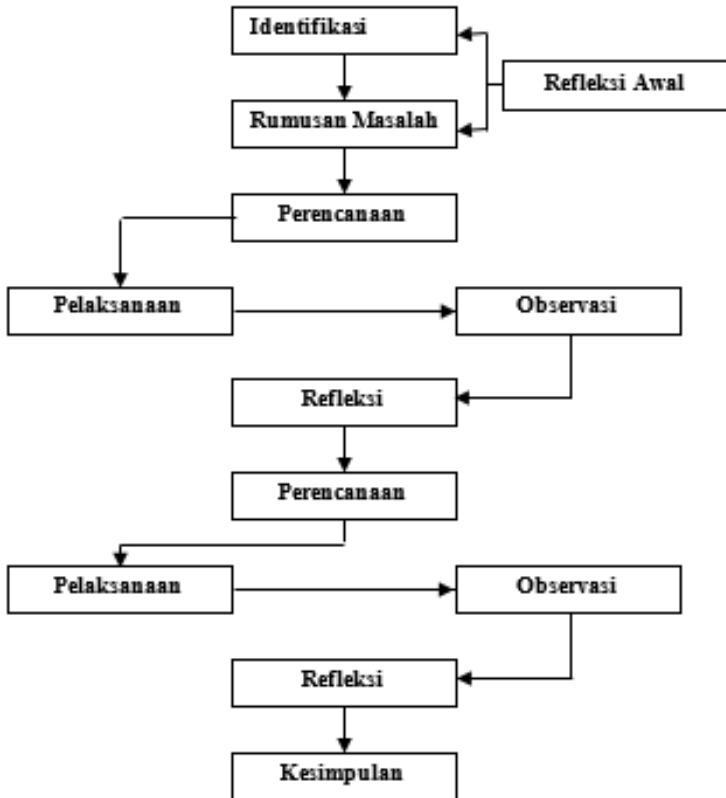 Identifikasi
Refleksi Awal
Rumusan Masalah
Perencanaan
Pelaksanaan
Observasi
Refleksi
Perencanaan
Pelaksanaan
Observasi
Refleksi
Kesimpulan